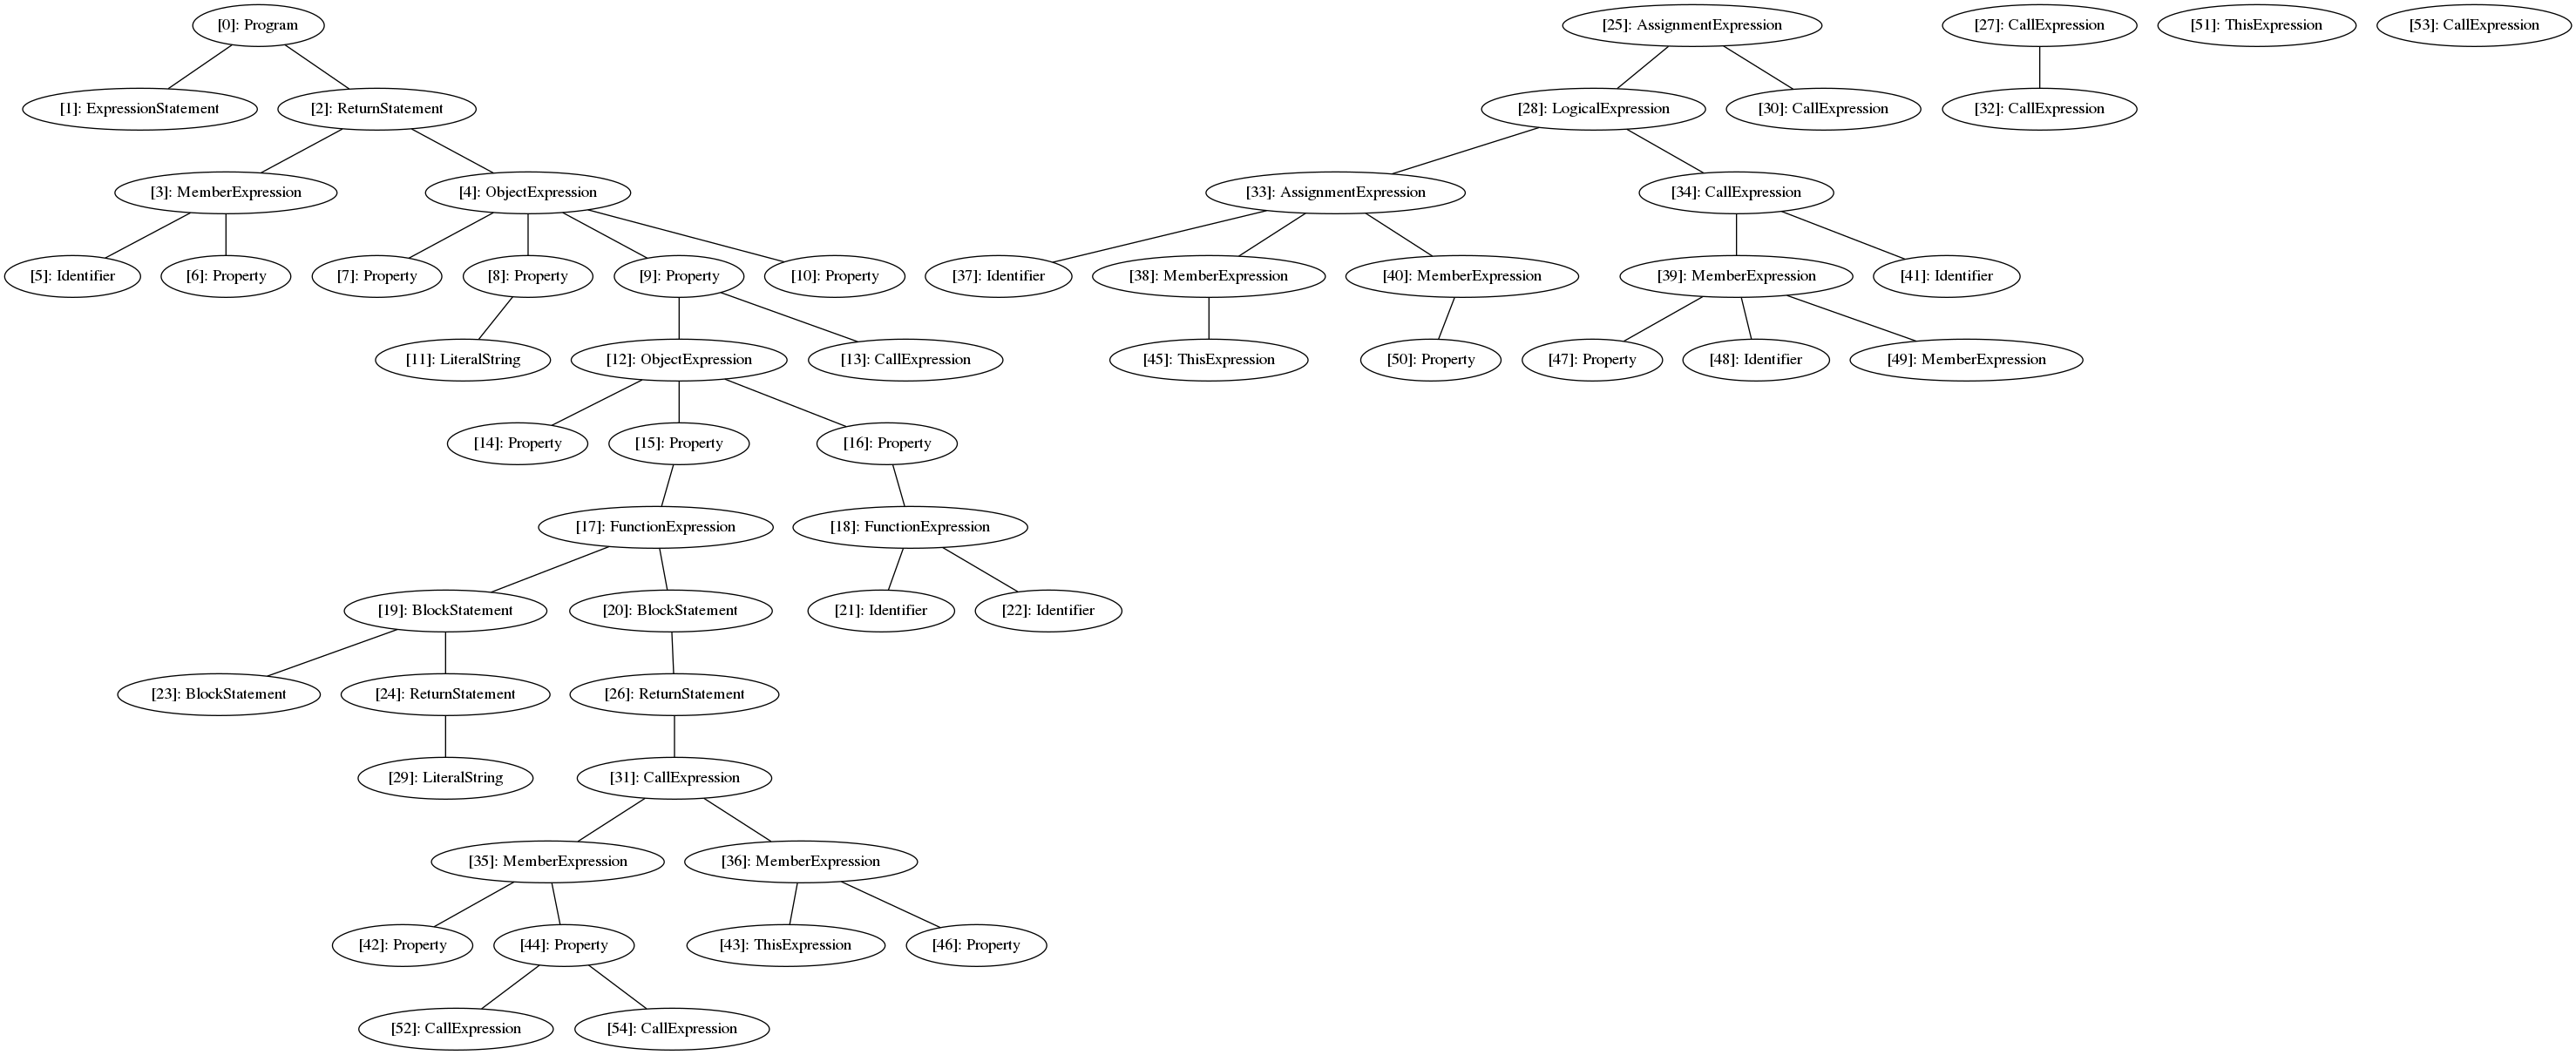 [0]: Program
[25]: AssignmentExpression
[27]: CallExpression
[51]: ThisExpression
[53]: CallExpression
[1]: ExpressionStatement
[2]: ReturnStatement
[28]: LogicalExpression
[30]: CallExpression
[32]: CallExpression
[3]: MemberExpression
[4]: ObjectExpression
[33]: AssignmentExpression
[34]: CallExpression
[5]: Identifier
[6]: Property
[7]: Property
[8]: Property
[9]: Property
[10]: Property
[37]: Identifier
[38]: MemberExpression
[40]: MemberExpression
[39]: MemberExpression
[41]: Identifier
[11]: LiteralString
[12]: ObjectExpression
[13]: CallExpression
[45]: ThisExpression
[50]: Property
[47]: Property
[48]: Identifier
[49]: MemberExpression
[14]: Property
[15]: Property
[16]: Property
[17]: FunctionExpression
[18]: FunctionExpression
[19]: BlockStatement
[20]: BlockStatement
[21]: Identifier
[22]: Identifier
[23]: BlockStatement
[24]: ReturnStatement
[26]: ReturnStatement
[29]: LiteralString
[31]: CallExpression
[35]: MemberExpression
[36]: MemberExpression
[42]: Property
[44]: Property
[43]: ThisExpression
[46]: Property
[52]: CallExpression
[54]: CallExpression